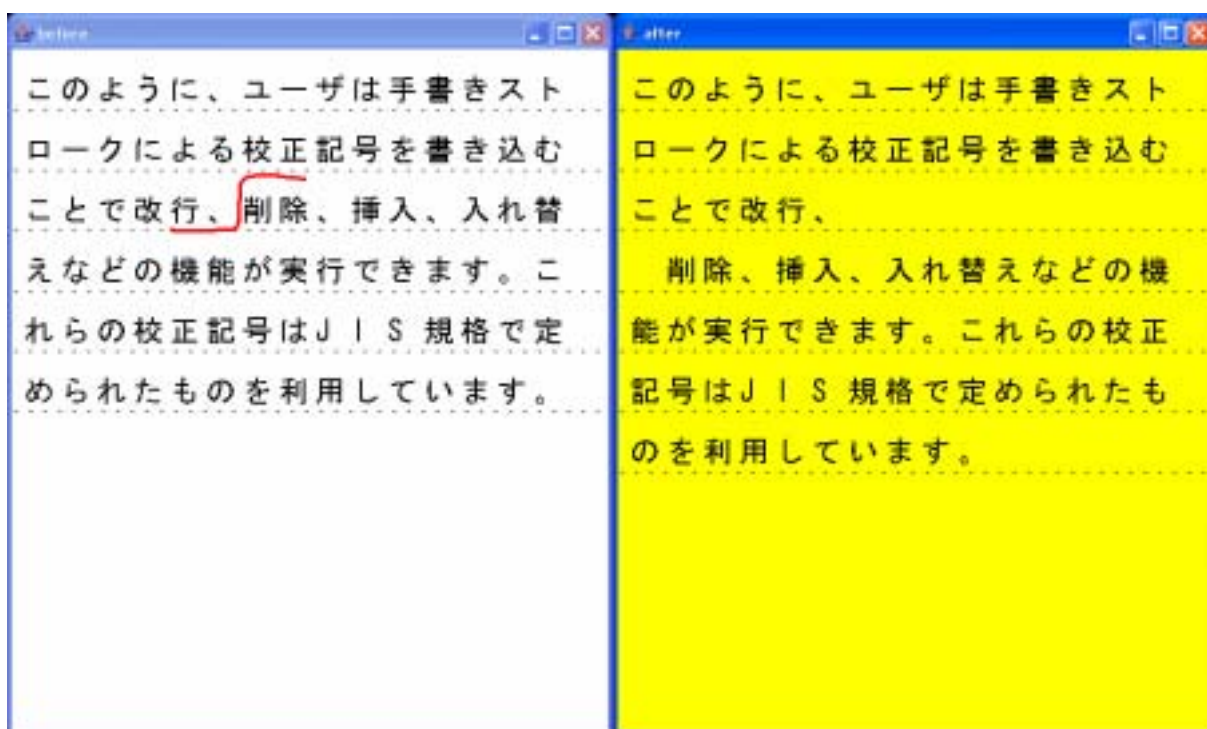 before
このように、ユーザは手書きスト
ロークによる校正記号を書き込む
ことで改行、削除、挿入、入れ替
えなどの機能が実行できます。こ
れらの校正記号はＪＩＳ規格で定
められたものを利用しています。
after
このように、ユーザは手書きスト
ロークによる校正記号を書き込む
ことで改行、
　削除、挿入、入れ替えなどの機
能が実行できます。これらの校正
記号はＪＩＳ規格で定められたも
のを利用しています。